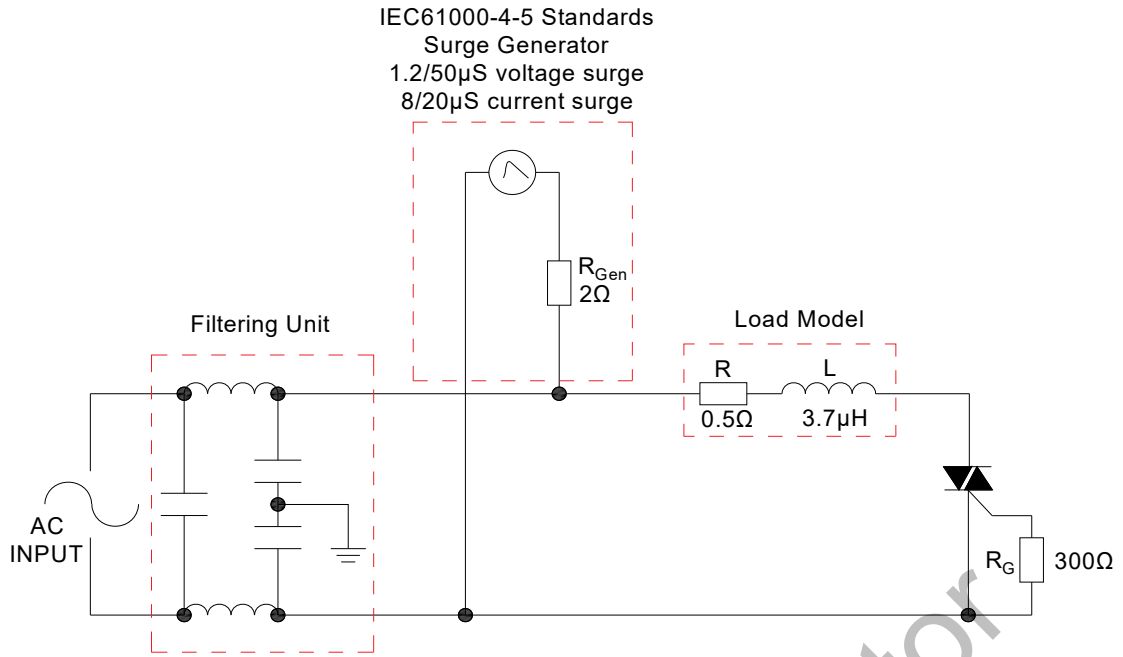 IEC61000-4-5 Standards
Surge Generator
1.2/50μS voltage surge
8/20μS current surge
R_Gen
2Ω
Filtering Unit
Load Model
R
L
0.5Ω
3.7μH
AC
INPUT
R_G
300Ω